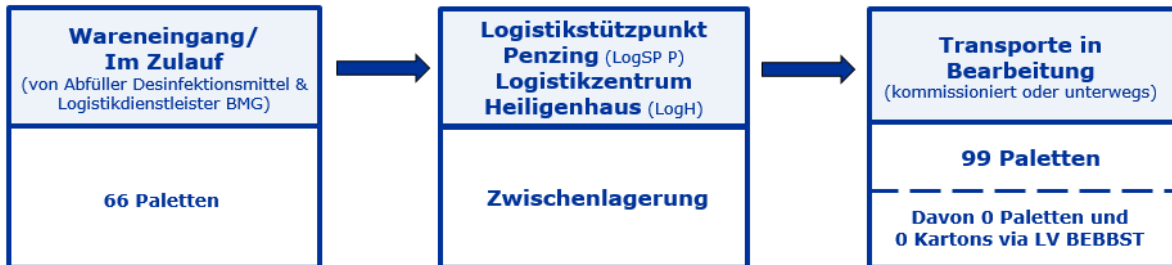 Wareneingang/
Im Zulauf
(von Abfüller Desinfektionsmittel &
Logistikdienstleister BMG)
66 Paletten
Logistikstützpunkt
Penzing (LogSP P)
Logistikzentrum
Heiligenhaus (LogH)
Zwischenlagerung
Transporte in
Bearbeitung
(kommissioniert oder unterwegs)
99 Paletten
Davon 0 Paletten und
0 Kartons via LV BEBBST